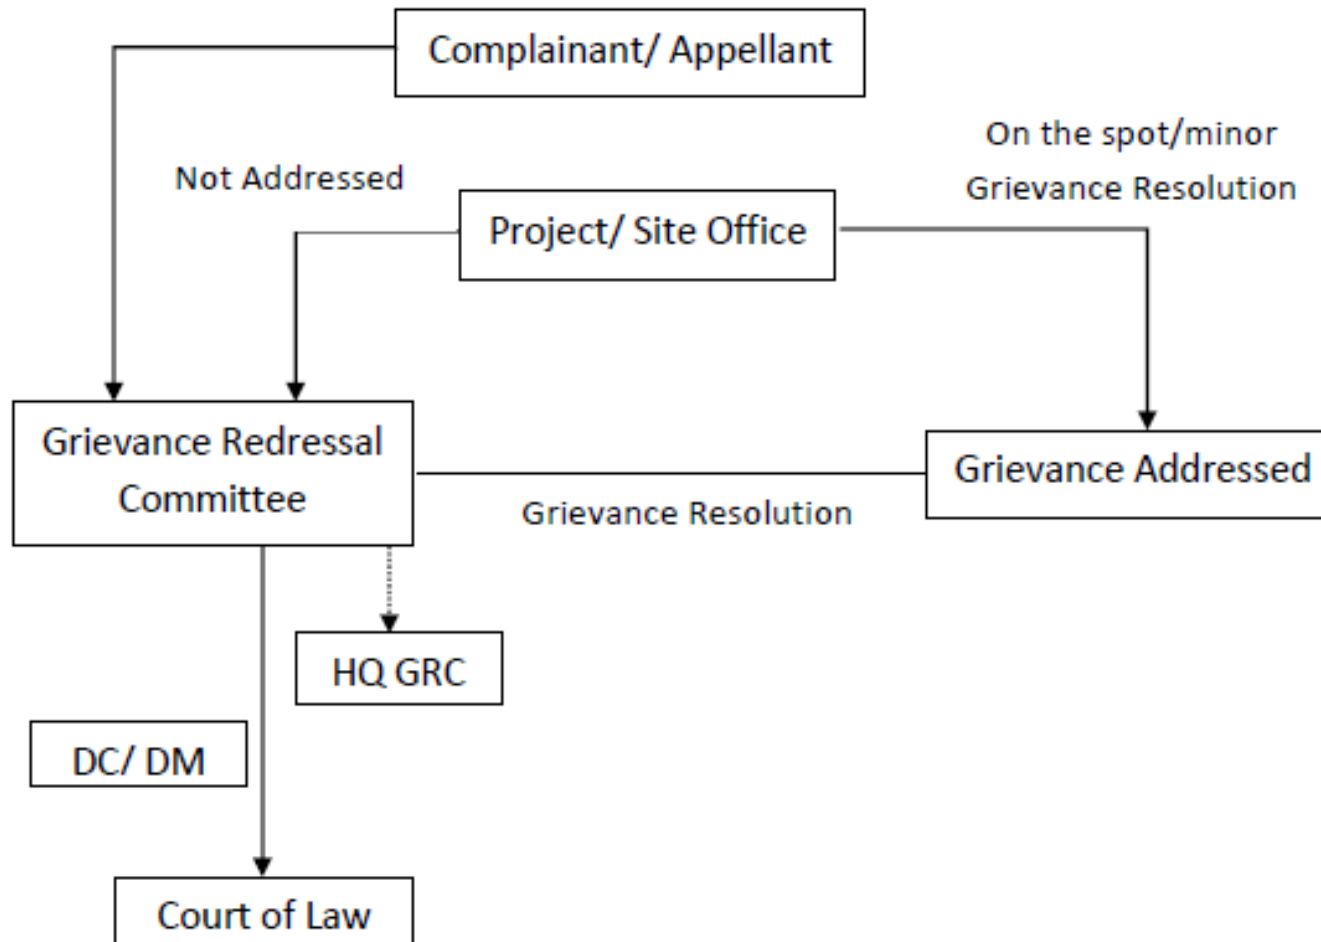 Complainant/ Appellant
On the spot/minor
Grievance Resolution
Not Addressed
Project/ Site Office
Grievance Redressal
Committee
Grievance Addressed
Grievance Resolution
HQ GRC
DC/ DM
Court of Law